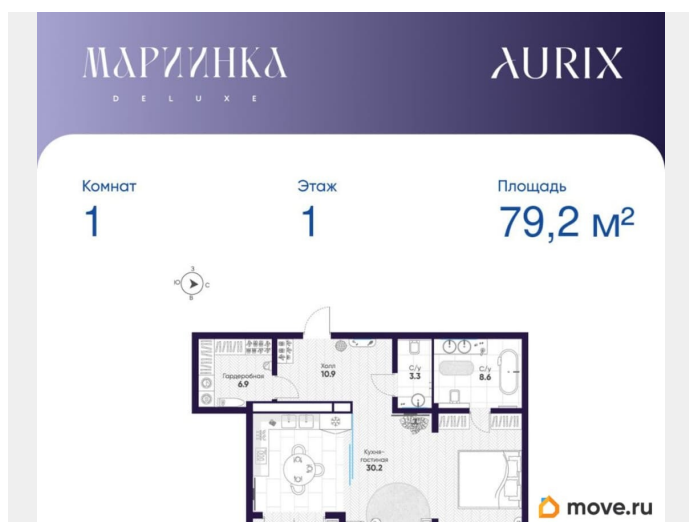 МАРИИНКА
DELUXE
AURIX
Комнат
1
Этаж
1
Площадь
79,2 м²
З
Ю
С
В
Гардеробная
6.9
Холл
10.9
С/у
3.3
С/у
8.6
Кухня-
гостиная
30.2
move.ru